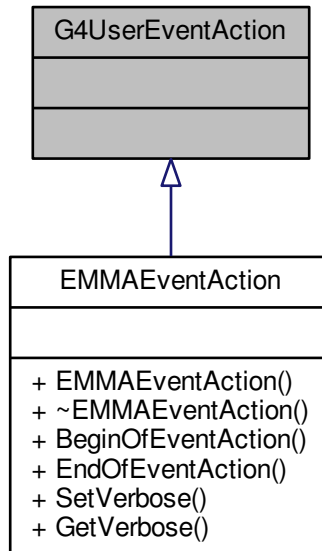 G4UserEventAction
EMMAEventAction
+ EMMAEventAction()
+ ~EMMAEventAction()
+ BeginOfEventAction()
+ EndOfEventAction()
+ SetVerbose()
+ GetVerbose()